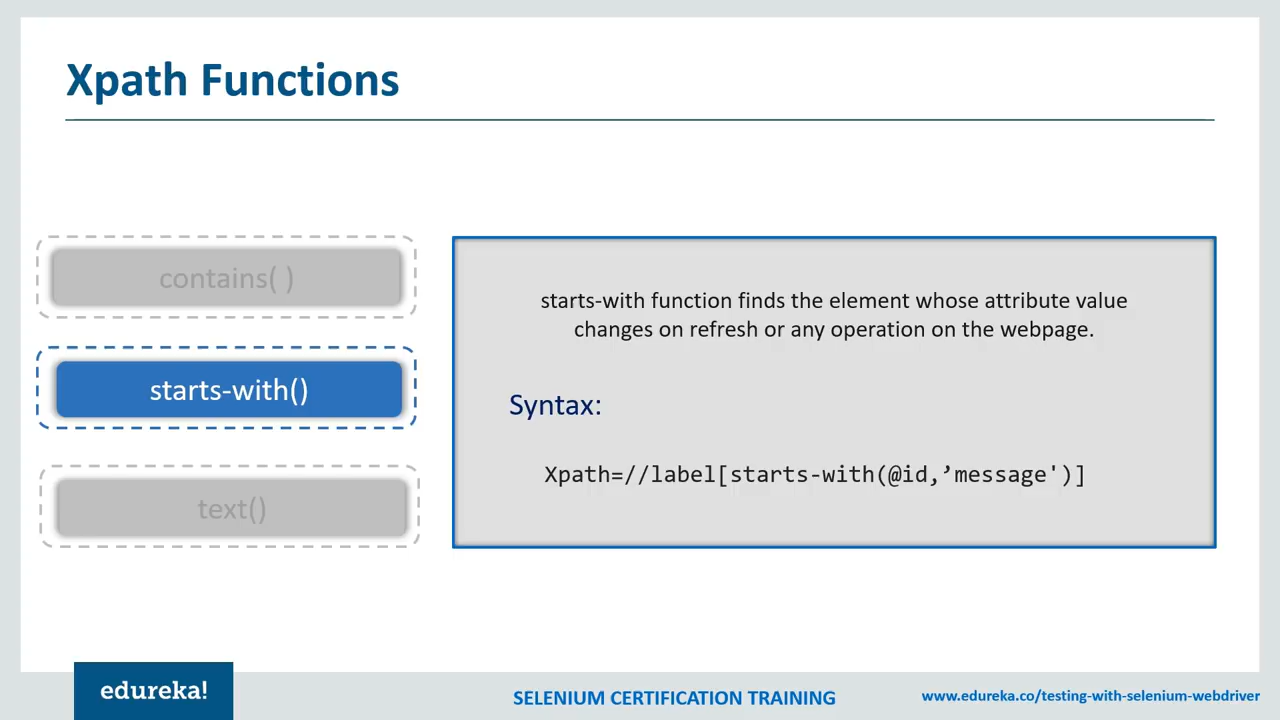 Xpath Functions
contains( )
starts-with()
text()
starts-with function finds the element whose attribute value
changes on refresh or any operation on the webpage.
Syntax:
Xpath=//label[starts-with(@id,’message')]
edureka!
SELENIUM CERTIFICATION TRAINING
www.edureka.co/testing-with-selenium-webdriver